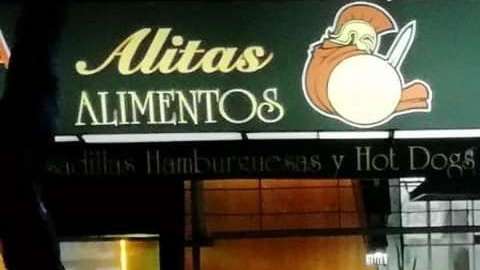 Alitas
ALIMENTOS
Hamburguesas y Hot Dogs